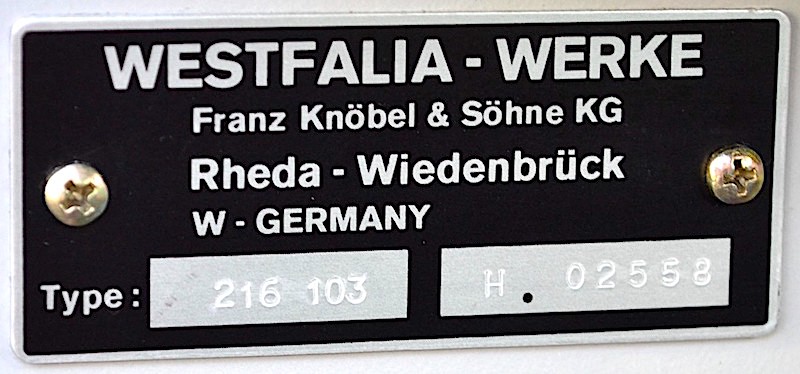 WESTFALIA - WERKE
Franz Knöbel & Söhne KG
Rheda - Wiedenbrück
W - GERMANY
Type: 216 103 H. 02558